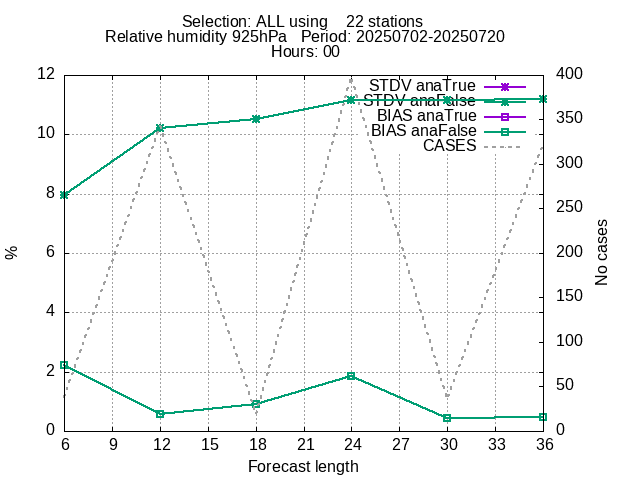 Selection: ALL using 22 stations
Relative humidity 925hPa Period: 20250702-20250720
Hours: 00
12
10
8
6
4
2
0
%
400
350
300
250
200
150
100
50
0
No cases
STDV anaTrue
STDV anaFalse
BIAS anaTrue
BIAS anaFalse
CASES
6 9 12 15 18 21 24 27 30 33 36
Forecast length